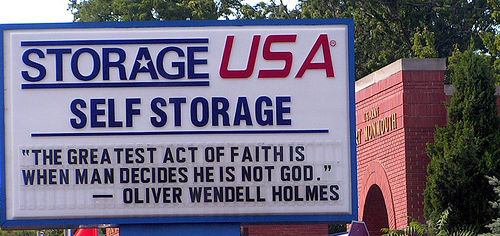 STORAGE USA®
SELF STORAGE
"THE GREATEST ACT OF FAITH IS
WHEN MAN DECIDES HE IS NOT GOD."
— OLIVER WENDELL HOLMES
MONMOUTH